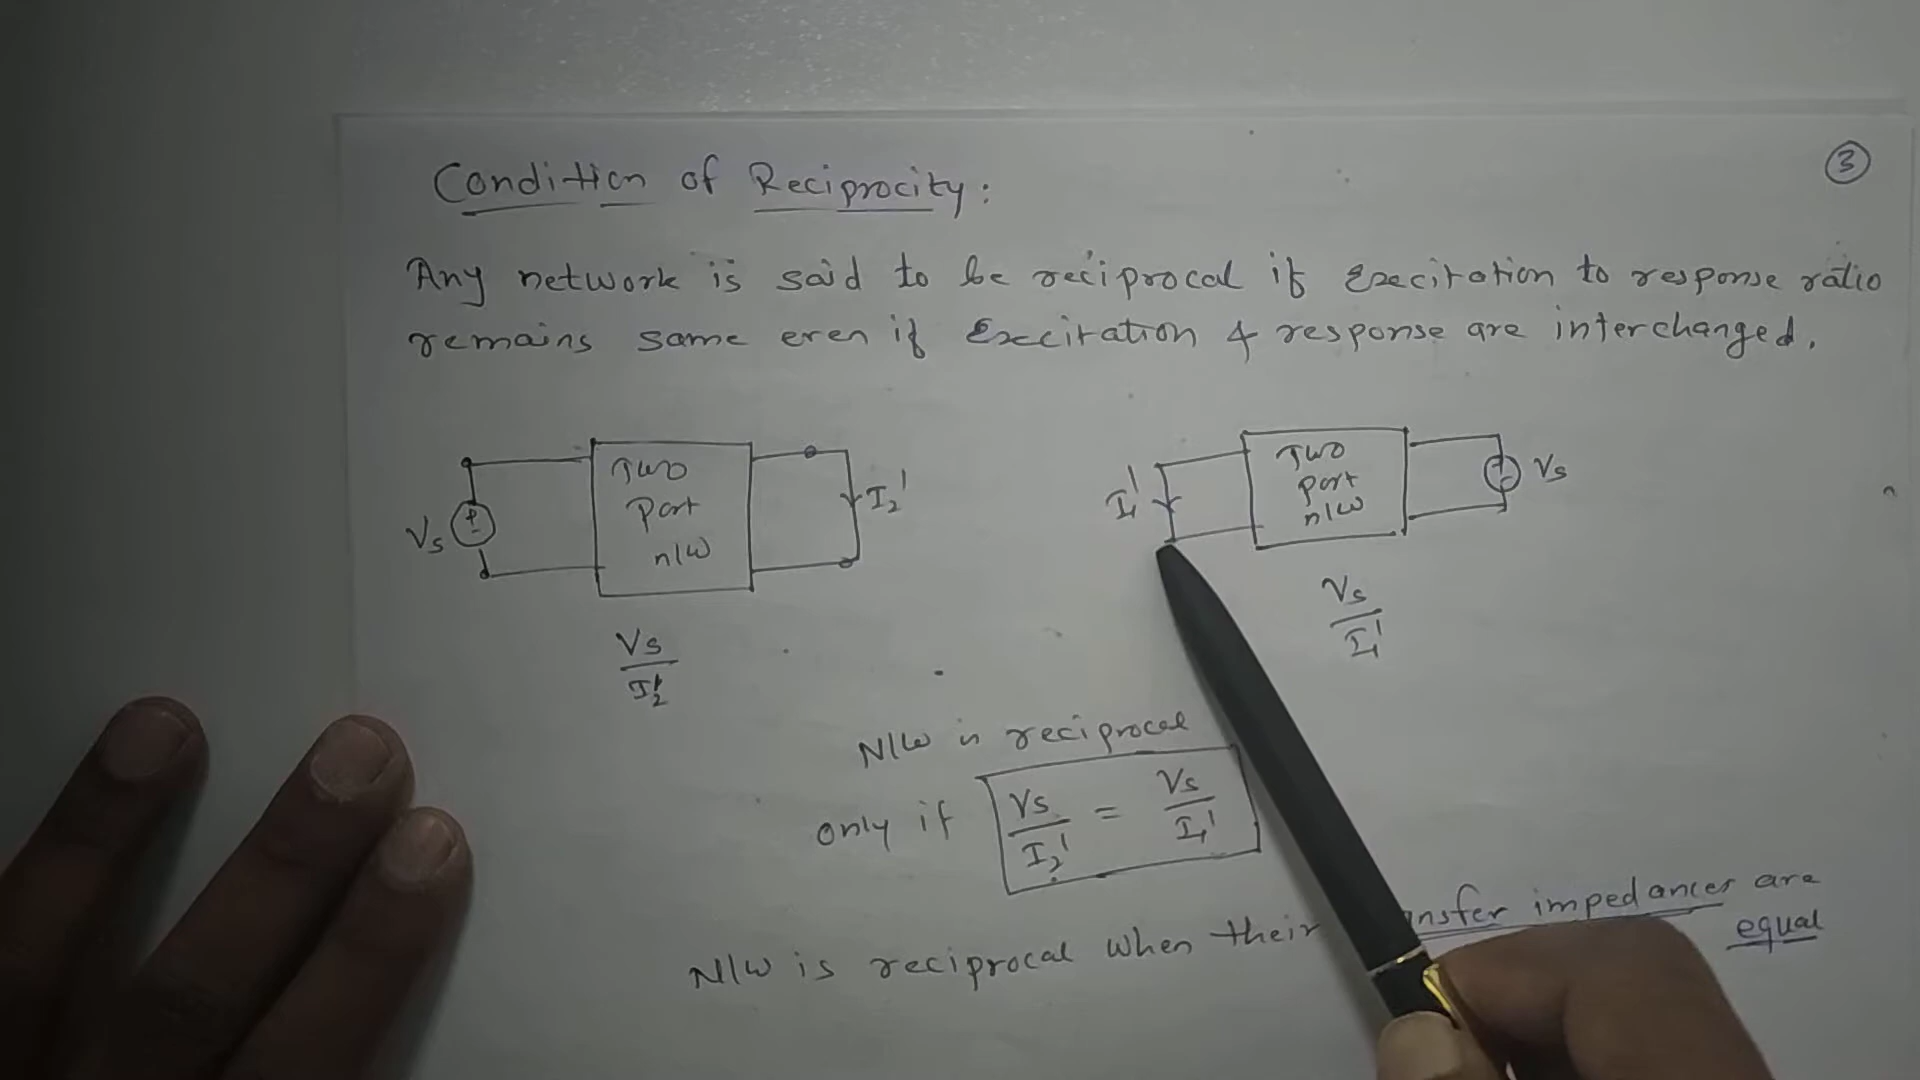 Condition of Reciprocity:
3
Any network is said to be reciprocal if Excitation to response ratio
remains same even if Excitation & response are interchanged.
Vs
+
-
Two
Port
n/w
I2'
I1'
Two
port
n/w
+
-
Vs
Vs
I2'
Vs
I1'
N/W is reciprocal
only if Vs/I2' = Vs/I1'
N/W is reciprocal when their nsfer impedances are
equal